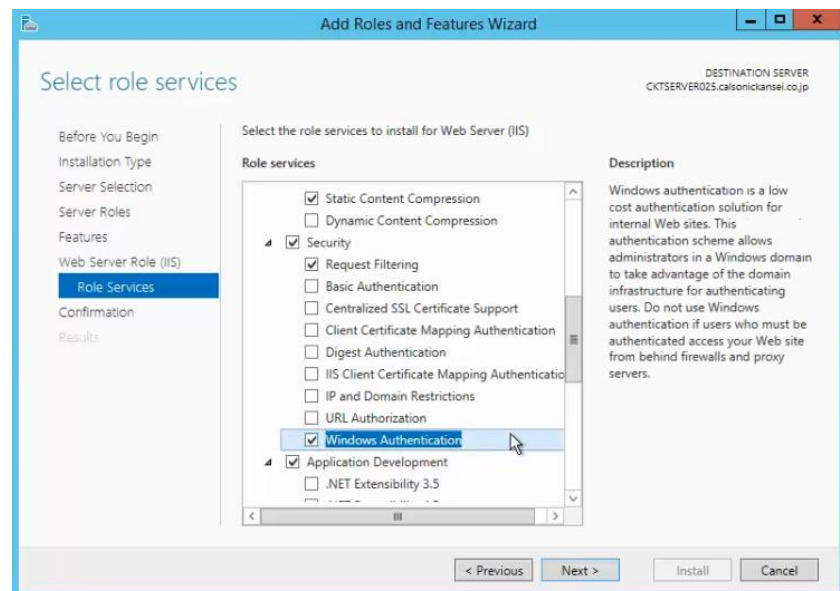 Add Roles and Features Wizard
Select role services
DESTINATION SERVER
CKTSERVER025.calsonickansei.co.jp
Before You Begin
Installation Type
Server Selection
Server Roles
Features
Web Server Role (IIS)
Role Services
Confirmation
Results
Select the role services to install for Web Server (IIS)
Role services
Static Content Compression
Dynamic Content Compression
Security
Request Filtering
Basic Authentication
Centralized SSL Certificate Support
Client Certificate Mapping Authentication
Digest Authentication
IIS Client Certificate Mapping Authenticatio
IP and Domain Restrictions
URL Authorization
Windows Authentication
Application Development
.NET Extensibility 3.5
Description
Windows authentication is a low
cost authentication solution for
internal Web sites. This
authentication scheme allows
administrators in a Windows domain
to take advantage of the domain
infrastructure for authenticating
users. Do not use Windows
authentication if users who must be
authenticated access your Web site
from behind firewalls and proxy
servers.
< Previous
Next >
Install
Cancel